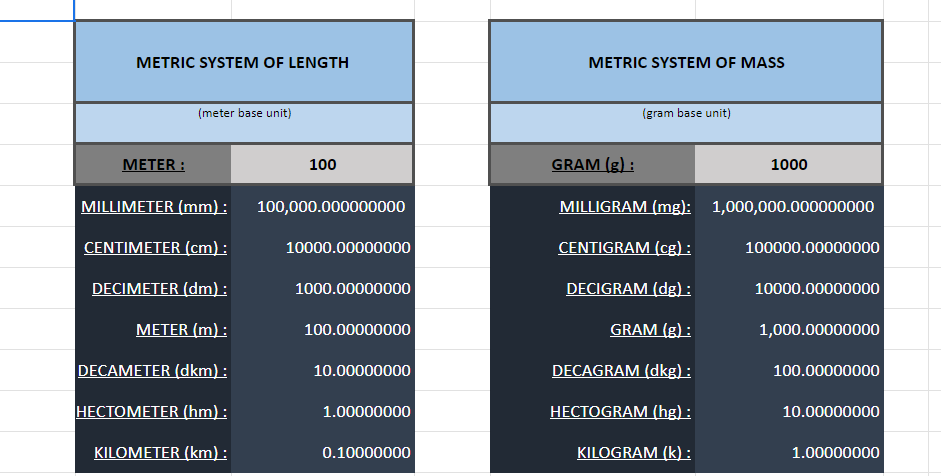 METRIC SYSTEM OF LENGTH
(meter base unit)
METER : 100
MILLIMETER (mm) : 100,000.000000000
CENTIMETER (cm) : 10000.00000000
DECIMETER (dm) : 1000.00000000
METER (m) : 100.00000000
DECAMETER (dkm) : 10.00000000
HECTOMETER (hm) : 1.00000000
KILOMETER (km) : 0.10000000
METRIC SYSTEM OF MASS
(gram base unit)
GRAM (g) : 1000
MILLIGRAM (mg): 1,000,000.000000000
CENTIGRAM (cg) : 100000.00000000
DECIGRAM (dg) : 10000.00000000
GRAM (g) : 1,000.00000000
DECAGRAM (dkg) : 100.00000000
HECTOGRAM (hg) : 10.00000000
KILOGRAM (k) : 1.00000000